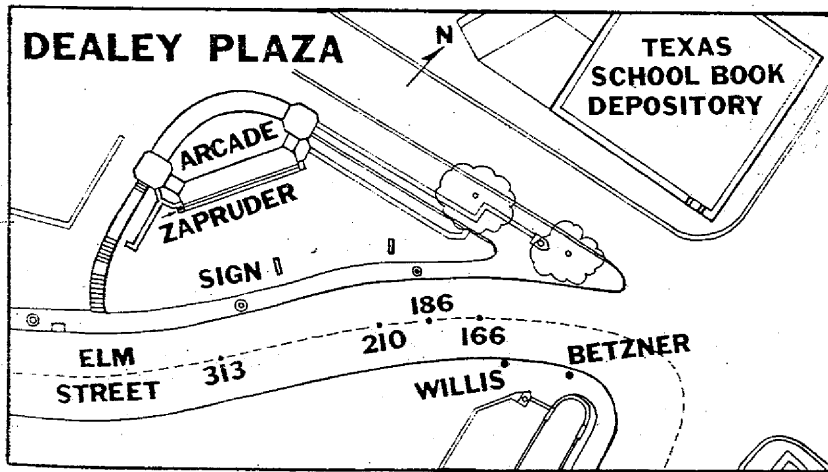 DEALEY PLAZA
N
TEXAS
SCHOOL BOOK
DEPOSITORY
ARCADE
ZAPRUDER
SIGN
186
210
166
313
ELM
STREET
WILLIS
BETZNER